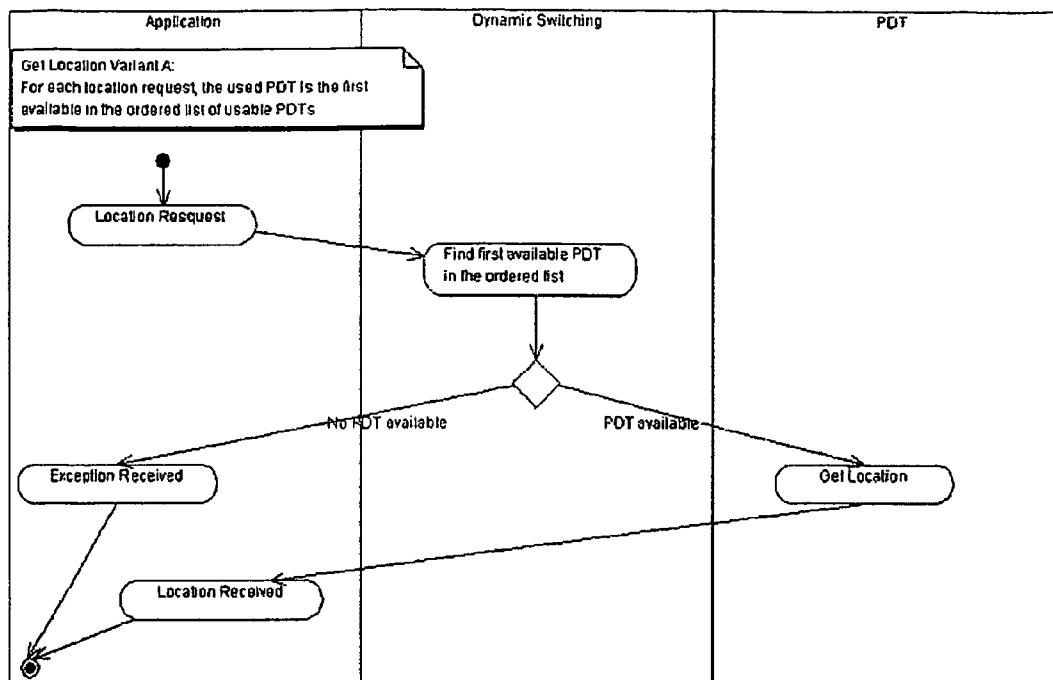 Application
Dynamic Switching
PDT
Get Location Variant A:
For each location request, the used PDT is the first
available in the ordered list of usable PDTs
Location Resquest
Find first available PDT
in the ordered list
No PDT available
PDT available
Exception Received
Get Location
Location Received